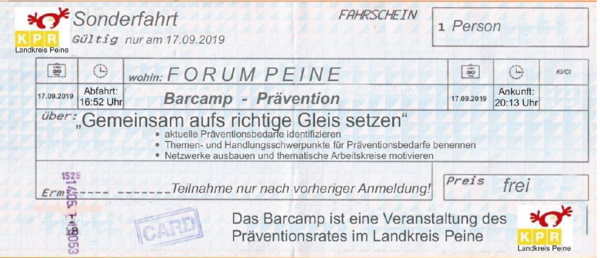 Sonderfahrt
FAHRSCHEIN
1 Person
KPR
Landkreis Peine
Gültig nur am 17.09.2019
wohin: FORUM PEINE
KI/Cl
17.09.2019
Abfahrt:
16:52 Uhr
Barcamp - Prävention
17.09.2019
Ankunft:
20:13 Uhr
über: „Gemeinsam aufs richtige Gleis setzen“
• aktuelle Präventionsbedarfe identifizieren
• Themen- und Handlungsschwerpunkte für Präventionsbedarfe benennen
• Netzwerke ausbauen und thematische Arbeitskreise motivieren
Erm
Teilnahme nur nach vorheriger Anmeldung!
Preis frei
CARD
Das Barcamp ist eine Veranstaltung des
Präventionsrates im Landkreis Peine
KPR
Landkreis Peine